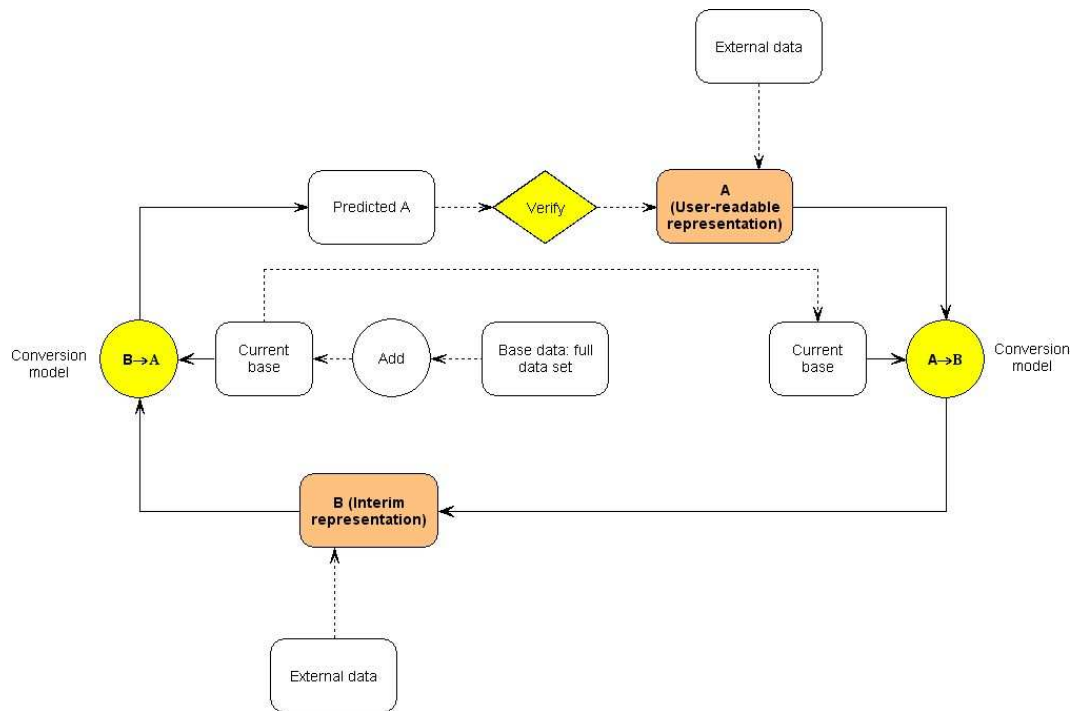 External data
Predicted A
Verify
A
(User-readable
representation)
Conversion
model
B→A
Current
base
Add
Base data: full
data set
Current
base
A→B
Conversion
model
B (Interim
representation)
External data